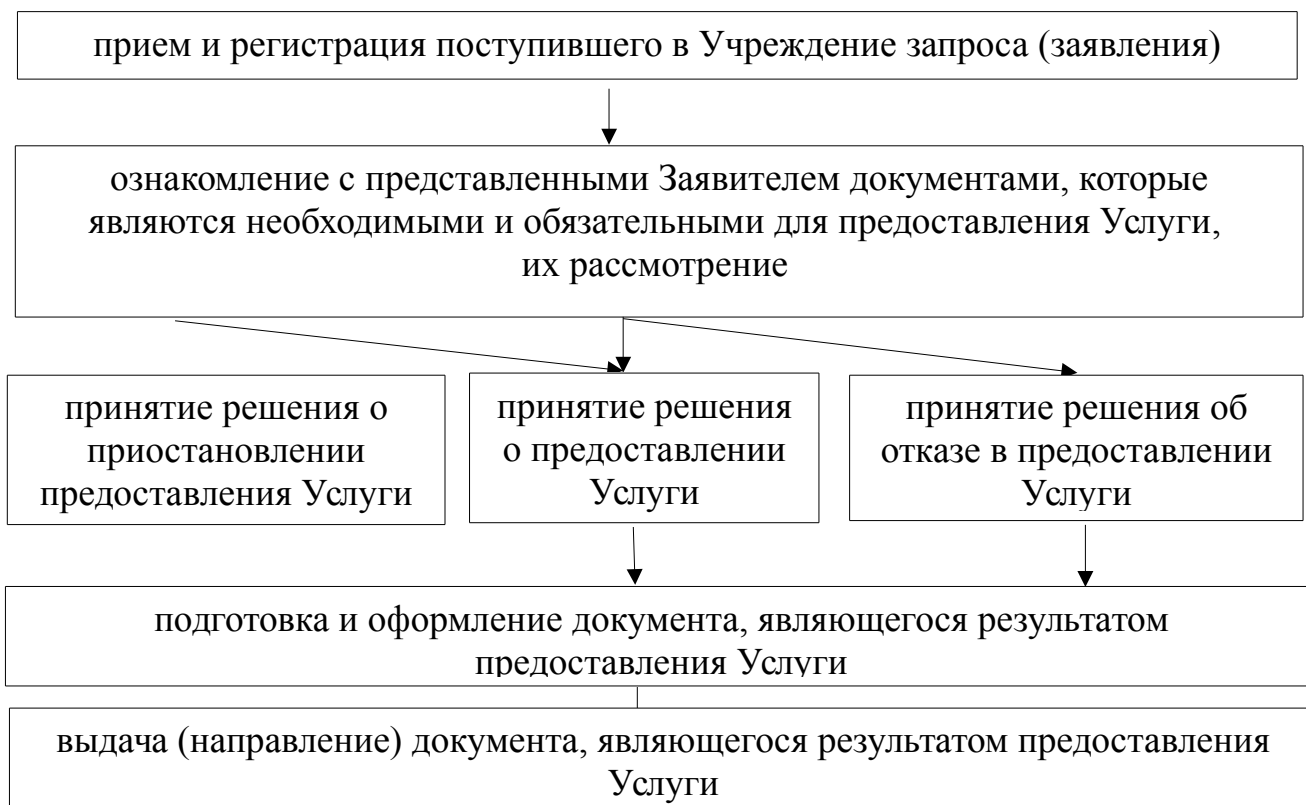 прием и регистрация поступившего в Учреждение запроса (заявления)
ознакомление с представленными Заявителем документами, которые
являются необходимыми и обязательными для предоставления Услуги,
их рассмотрение
принятие решения о
приостановлении
предоставления Услуги
принятие решения
о предоставлении
Услуги
принятие решения об
отказе в предоставлении
Услуги
подготовка и оформление документа, являющегося результатом
предоставления Услуги
выдача (направление) документа, являющегося результатом предоставления
Услуги